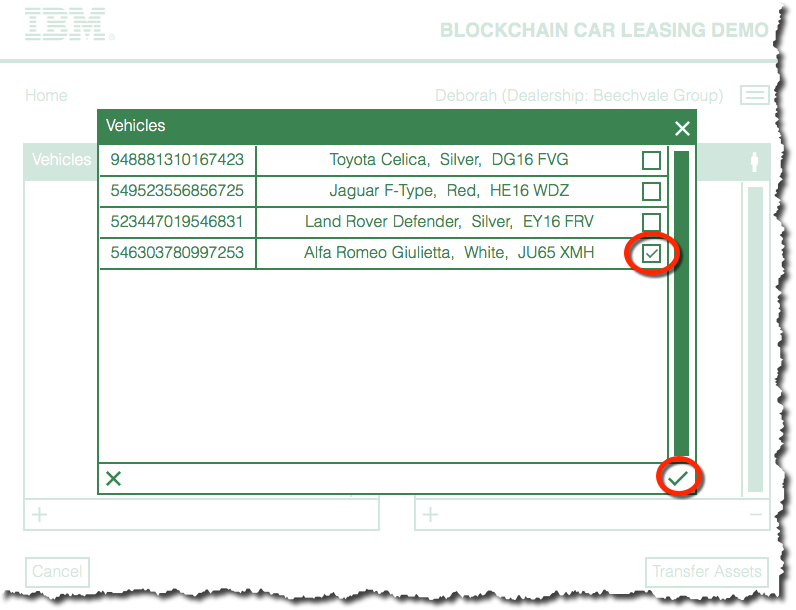 IBM®
BLOCKCHAIN CAR LEASING DEMO
Home
Deborah (Dealership: Beechvale Group)
Vehicles
Vehicles
948881310167423 Toyota Celica, Silver, DG16 FVG
549523556856725 Jaguar F-Type, Red, HE16 WDZ
523447019546831 Land Rover Defender, Silver, EY16 FRV
546303780997253 Alfa Romeo Giulietta, White, JU65 XMH
Cancel
Transfer Assets